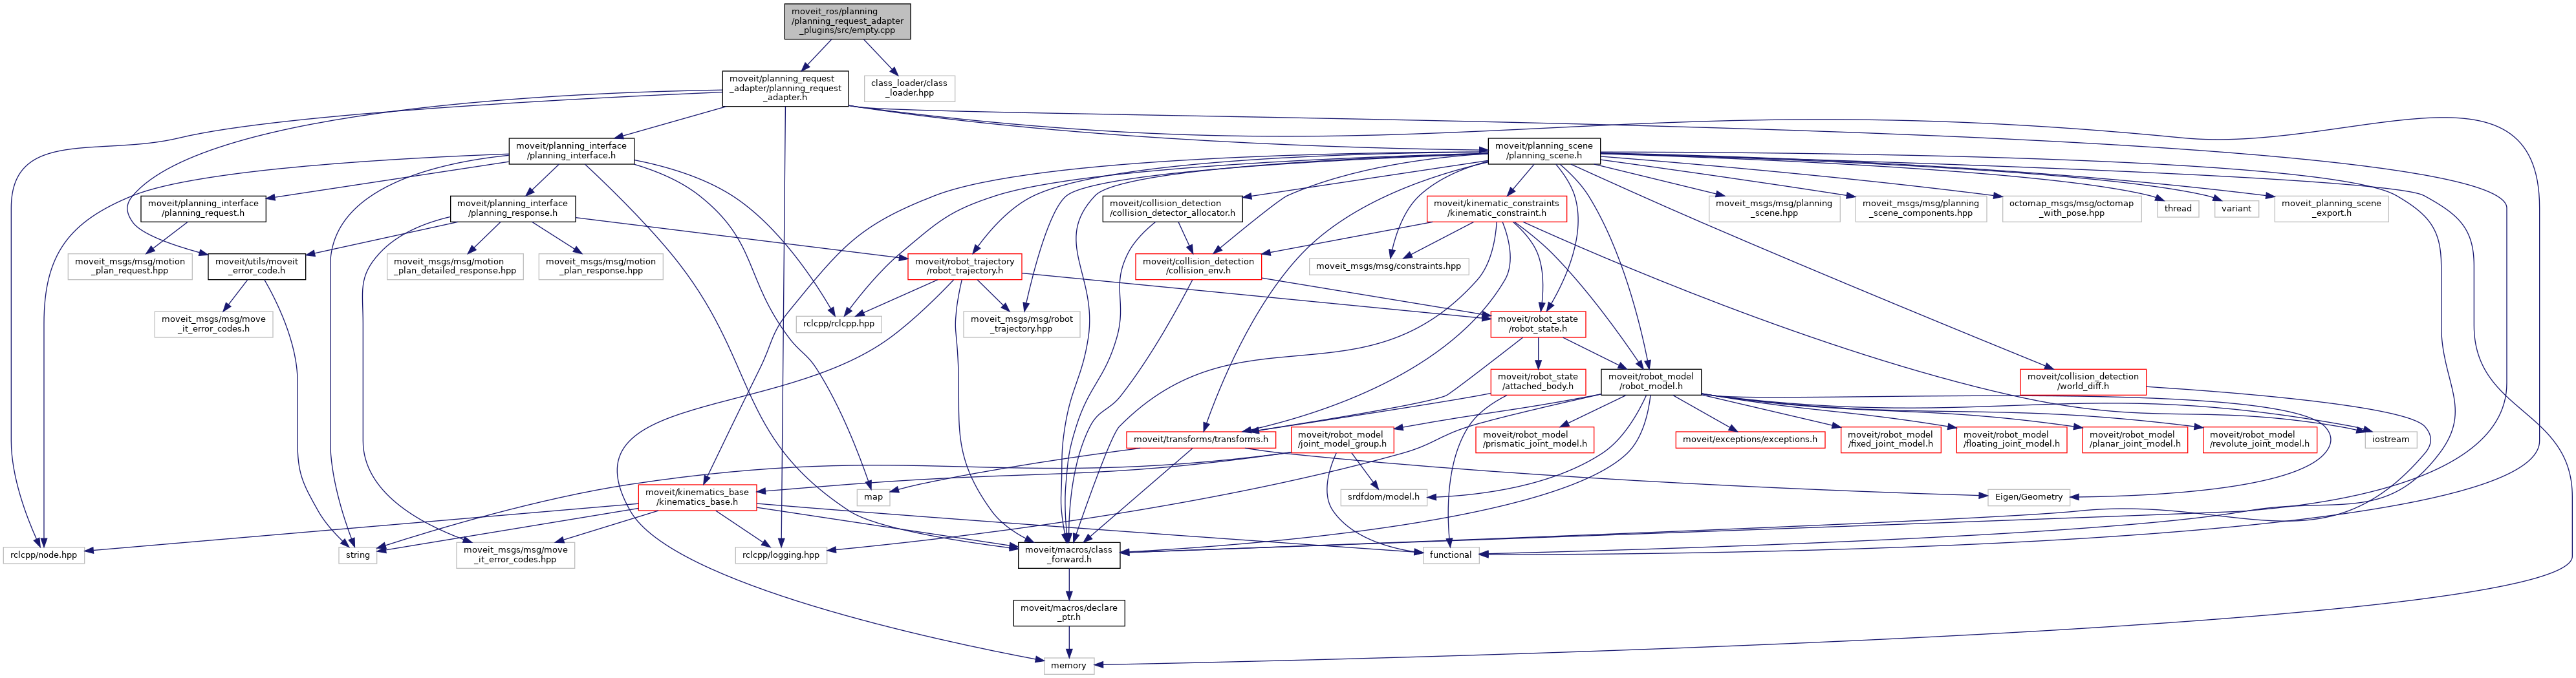 moveit_ros/planning
/planning_request_adapter
_plugins/src/empty.cpp
moveit/planning_request
_adapter/planning_request
_adapter.h
class_loader/class
_loader.hpp
moveit/planning_interface
/planning_interface.h
moveit/planning_scene
/planning_scene.h
moveit/planning_interface
/planning_request.h
moveit/planning_interface
/planning_response.h
moveit/collision_detection
/collision_detector_allocator.h
moveit/kinematic_constraints
/kinematic_constraint.h
moveit_msgs/msg/planning
_scene.hpp
moveit_msgs/msg/planning
_scene_components.hpp
octomap_msgs/msg/octomap
_with_pose.hpp
thread
variant
moveit_planning_scene
_export.h
moveit_msgs/msg/motion
_plan_request.hpp
moveit/utils/moveit
_error_code.h
moveit_msgs/msg/motion
_plan_detailed_response.hpp
moveit_msgs/msg/motion
_plan_response.hpp
moveit/robot_trajectory
/robot_trajectory.h
moveit/collision_detection
/collision_env.h
moveit_msgs/msg/constraints.hpp
moveit_msgs/msg/move
_it_error_codes.h
rclcpp/rclcpp.hpp
moveit_msgs/msg/robot
_trajectory.hpp
moveit/robot_state
/robot_state.h
moveit/robot_state
/attached_body.h
moveit/robot_model
/robot_model.h
moveit/collision_detection
/world_diff.h
moveit/transforms/transforms.h
moveit/robot_model
/joint_model_group.h
moveit/robot_model
/prismatic_joint_model.h
moveit/exceptions/exceptions.h
moveit/robot_model
/fixed_joint_model.h
moveit/robot_model
/floating_joint_model.h
moveit/robot_model
/planar_joint_model.h
moveit/robot_model
/revolute_joint_model.h
iostream
moveit/kinematics_base
/kinematics_base.h
map
srdfdom/model.h
Eigen/Geometry
rclcpp/node.hpp
string
moveit_msgs/msg/move
_it_error_codes.hpp
rclcpp/logging.hpp
moveit/macros/class
_forward.h
functional
moveit/macros/declare
_ptr.h
memory